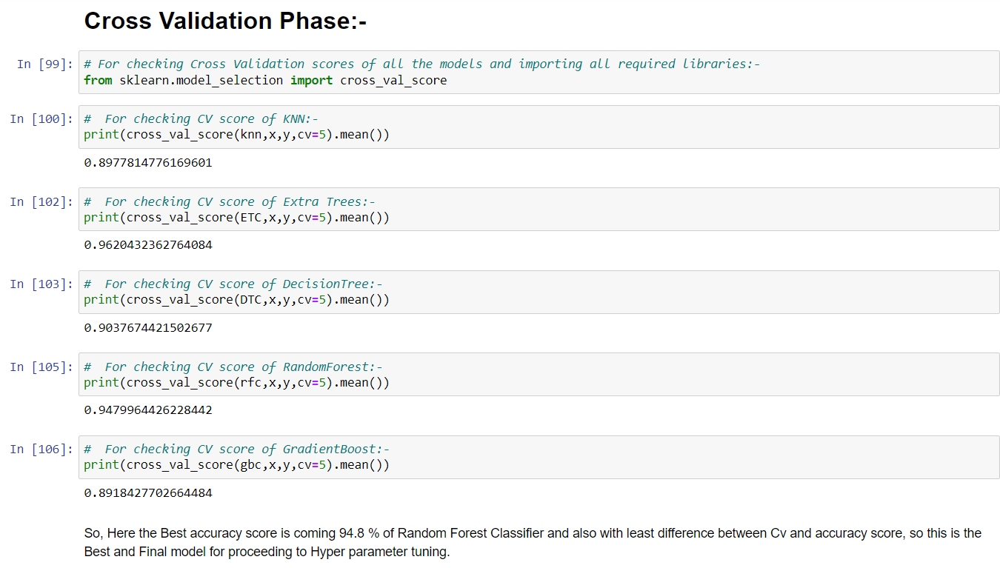 Cross Validation Phase:-
In [99]: # For checking Cross Validation scores of all the models and importing all required libraries:-
from sklearn.model_selection import cross_val_score
In [100]: #  For checking CV score of KNN:-
print(cross_val_score(knn,x,y,cv=5).mean())
0.8977814776169601
In [102]: #  For checking CV score of Extra Trees:-
print(cross_val_score(ETC,x,y,cv=5).mean())
0.9620432362764084
In [103]: #  For checking CV score of DecisionTree:-
print(cross_val_score(DTC,x,y,cv=5).mean())
0.9037674421502677
In [105]: #  For checking CV score of RandomForest:-
print(cross_val_score(rfc,x,y,cv=5).mean())
0.9479964426228442
In [106]: #  For checking CV score of GradientBoost:-
print(cross_val_score(gbc,x,y,cv=5).mean())
0.8918427702664484
So, Here the Best accuracy score is coming 94.8 % of Random Forest Classifier and also with least difference between Cv and accuracy score, so this is the
Best and Final model for proceeding to Hyper parameter tuning.